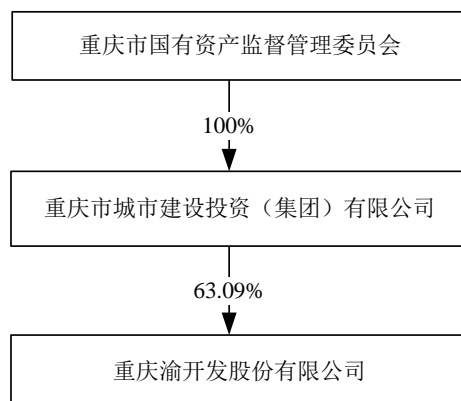 重庆市国有资产监督管理委员会
100%
重庆市城市建设投资（集团）有限公司
63.09%
重庆渝开发股份有限公司